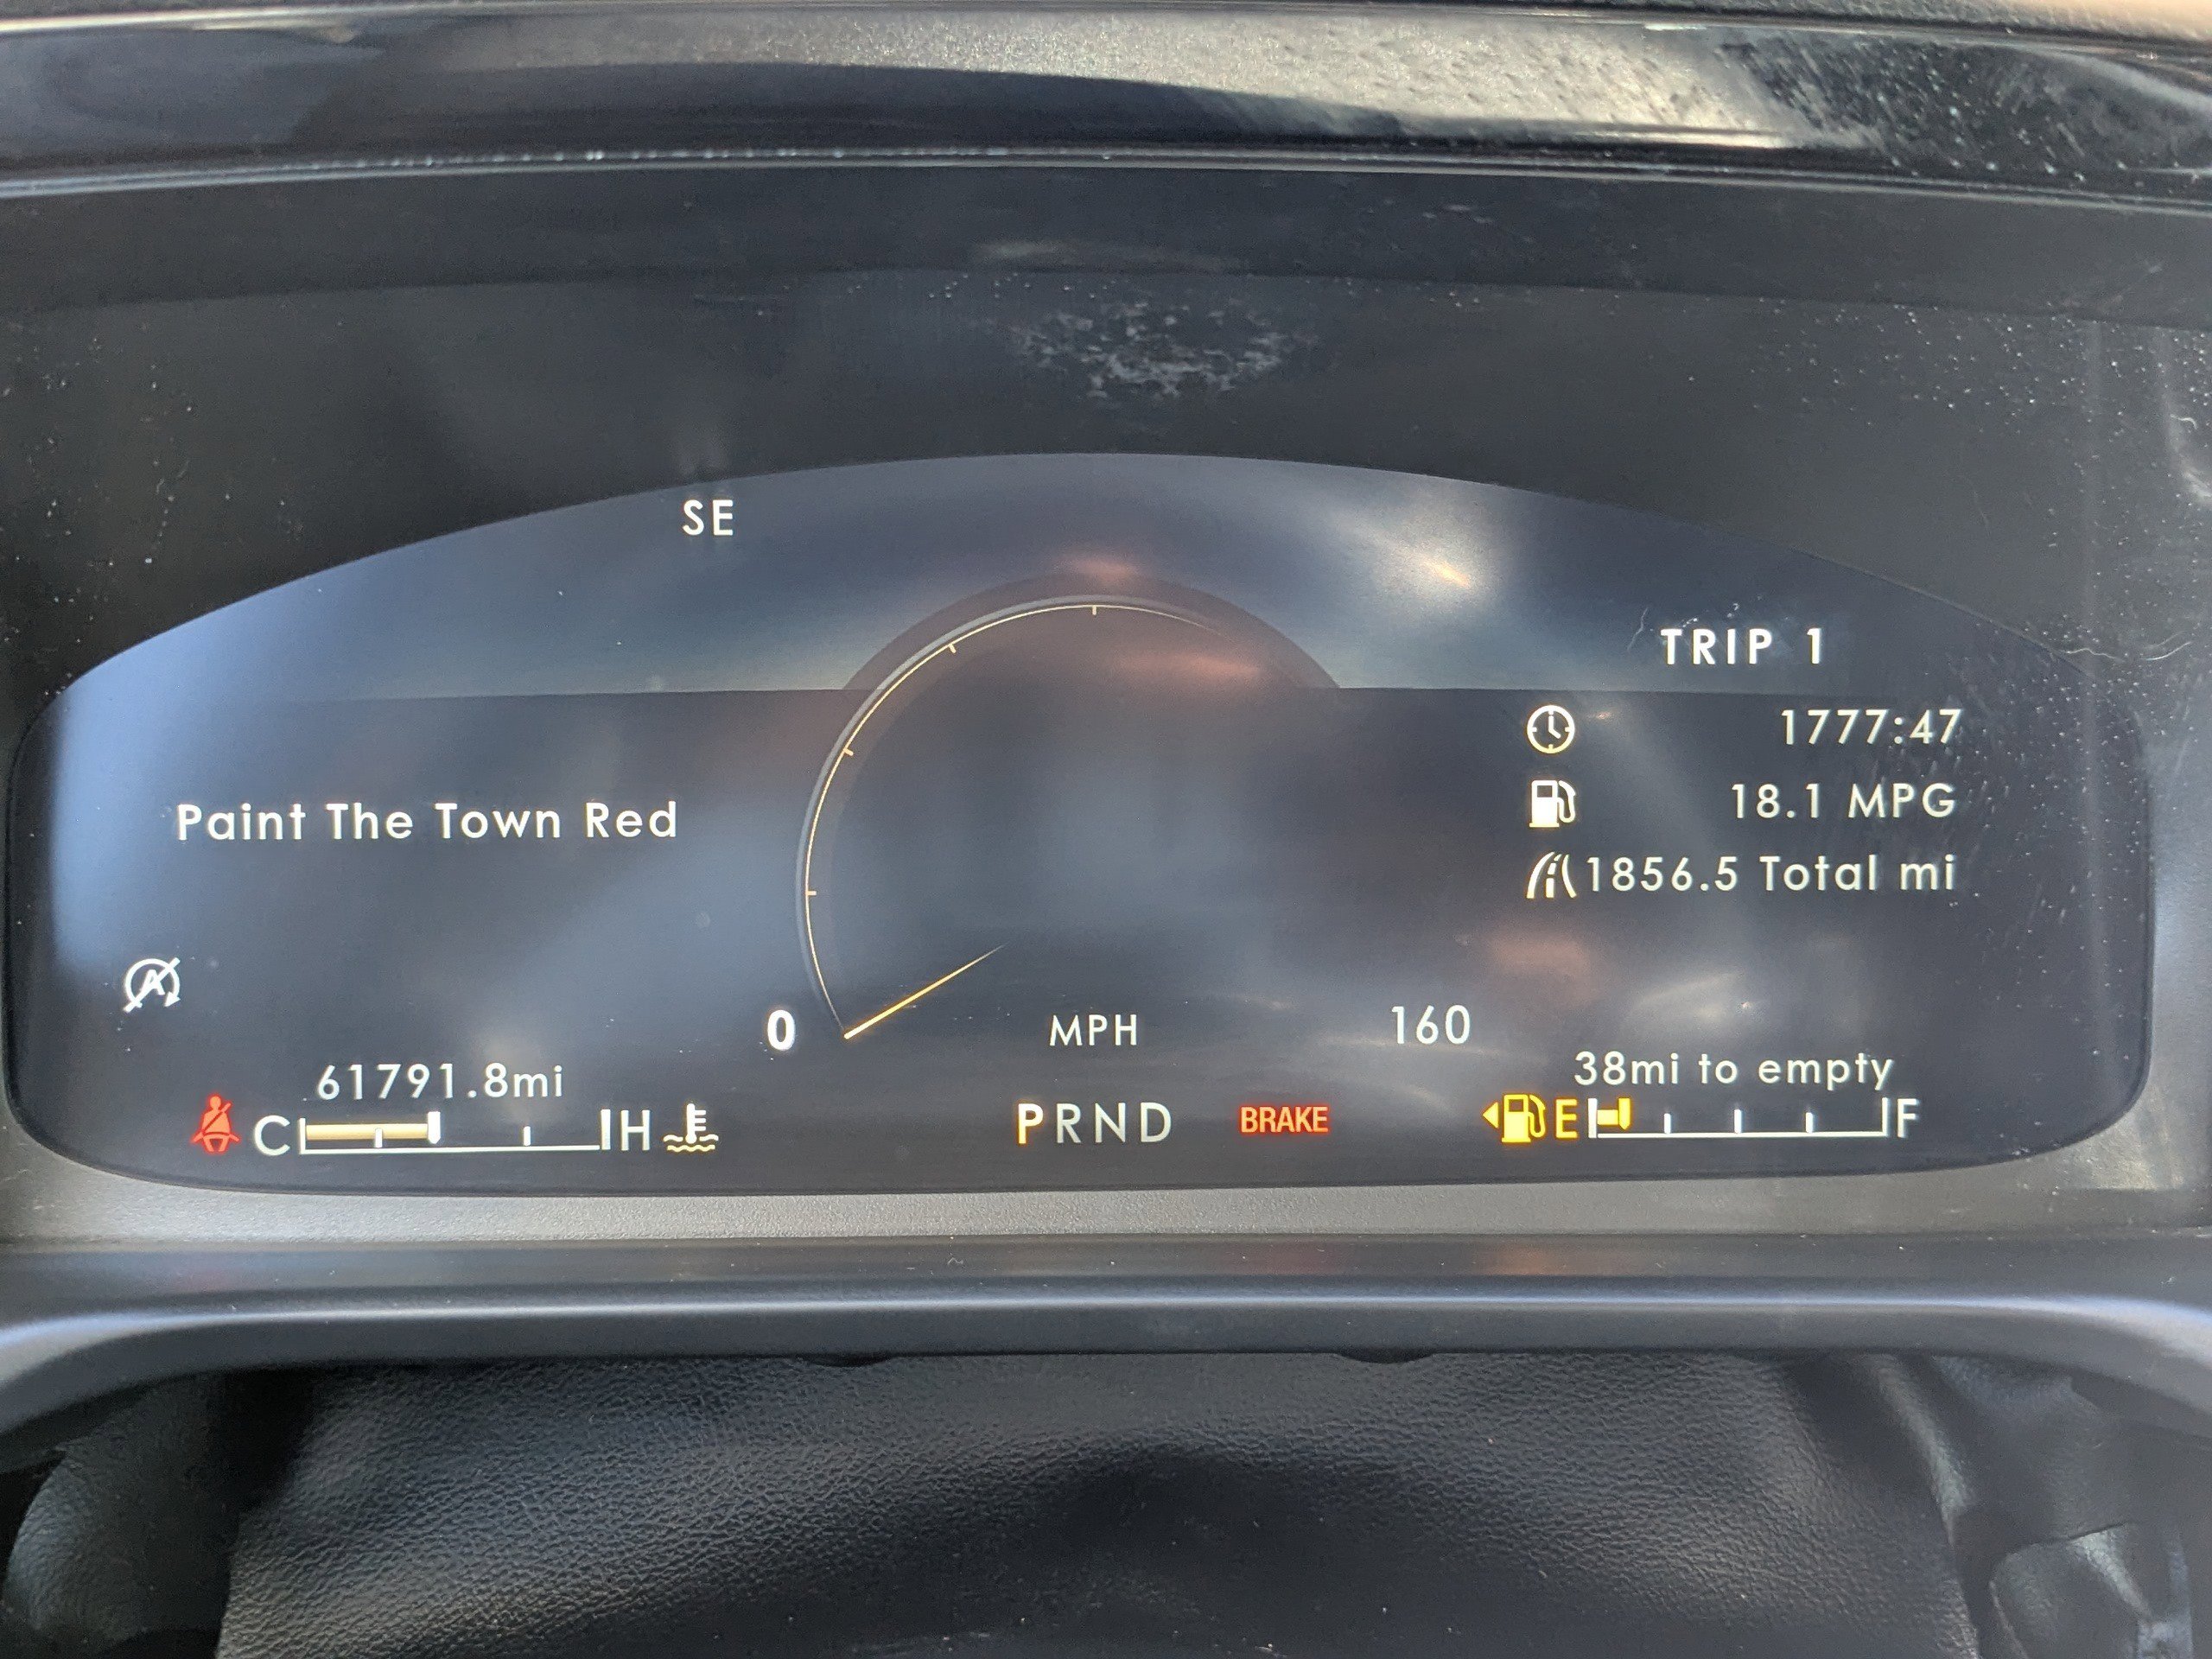 SE
TRIP 1
1777:47
18.1 MPG
1856.5 Total mi
Paint The Town Red
A
0
MPH
160
61791.8mi
38mi to empty
C
H
PRND
BRAKE
E
F